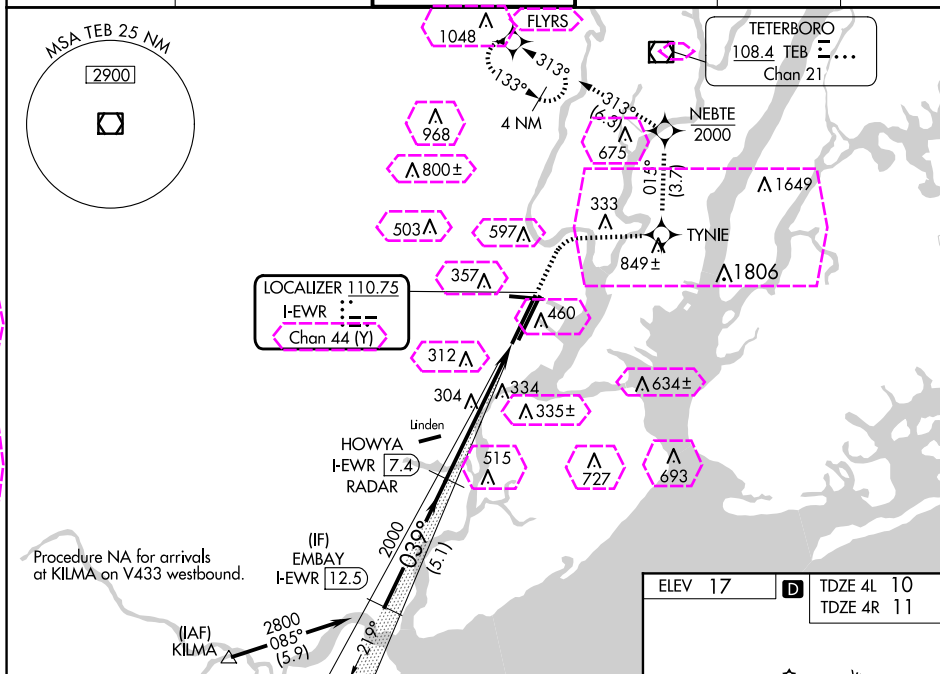 MSA TEB 25 NM
2900
1048
FLYRS
313°
133°
4 NM
313°
(6.3)
TETERBORO
108.4 TEB
Chan 21
NEBTE
2000
968
675
800±
015°
(3.7)
1649
333
503
597
TYNIE
849±
1806
357
LOCALIZER 110.75
I-EWR
Chan 44 (Y)
460
312
634±
304
334
335±
Linden
HOWYA
I-EWR 7.4
RADAR
515
727
693
2000
039°
(5.1)
(IF)
EMBAY
I-EWR 12.5
Procedure NA for arrivals
at KILMA on V433 westbound.
(IAF)
KILMA
2800
085°
(5.9)
219°
ELEV 17
D
TDZE 4L 10
TDZE 4R 11